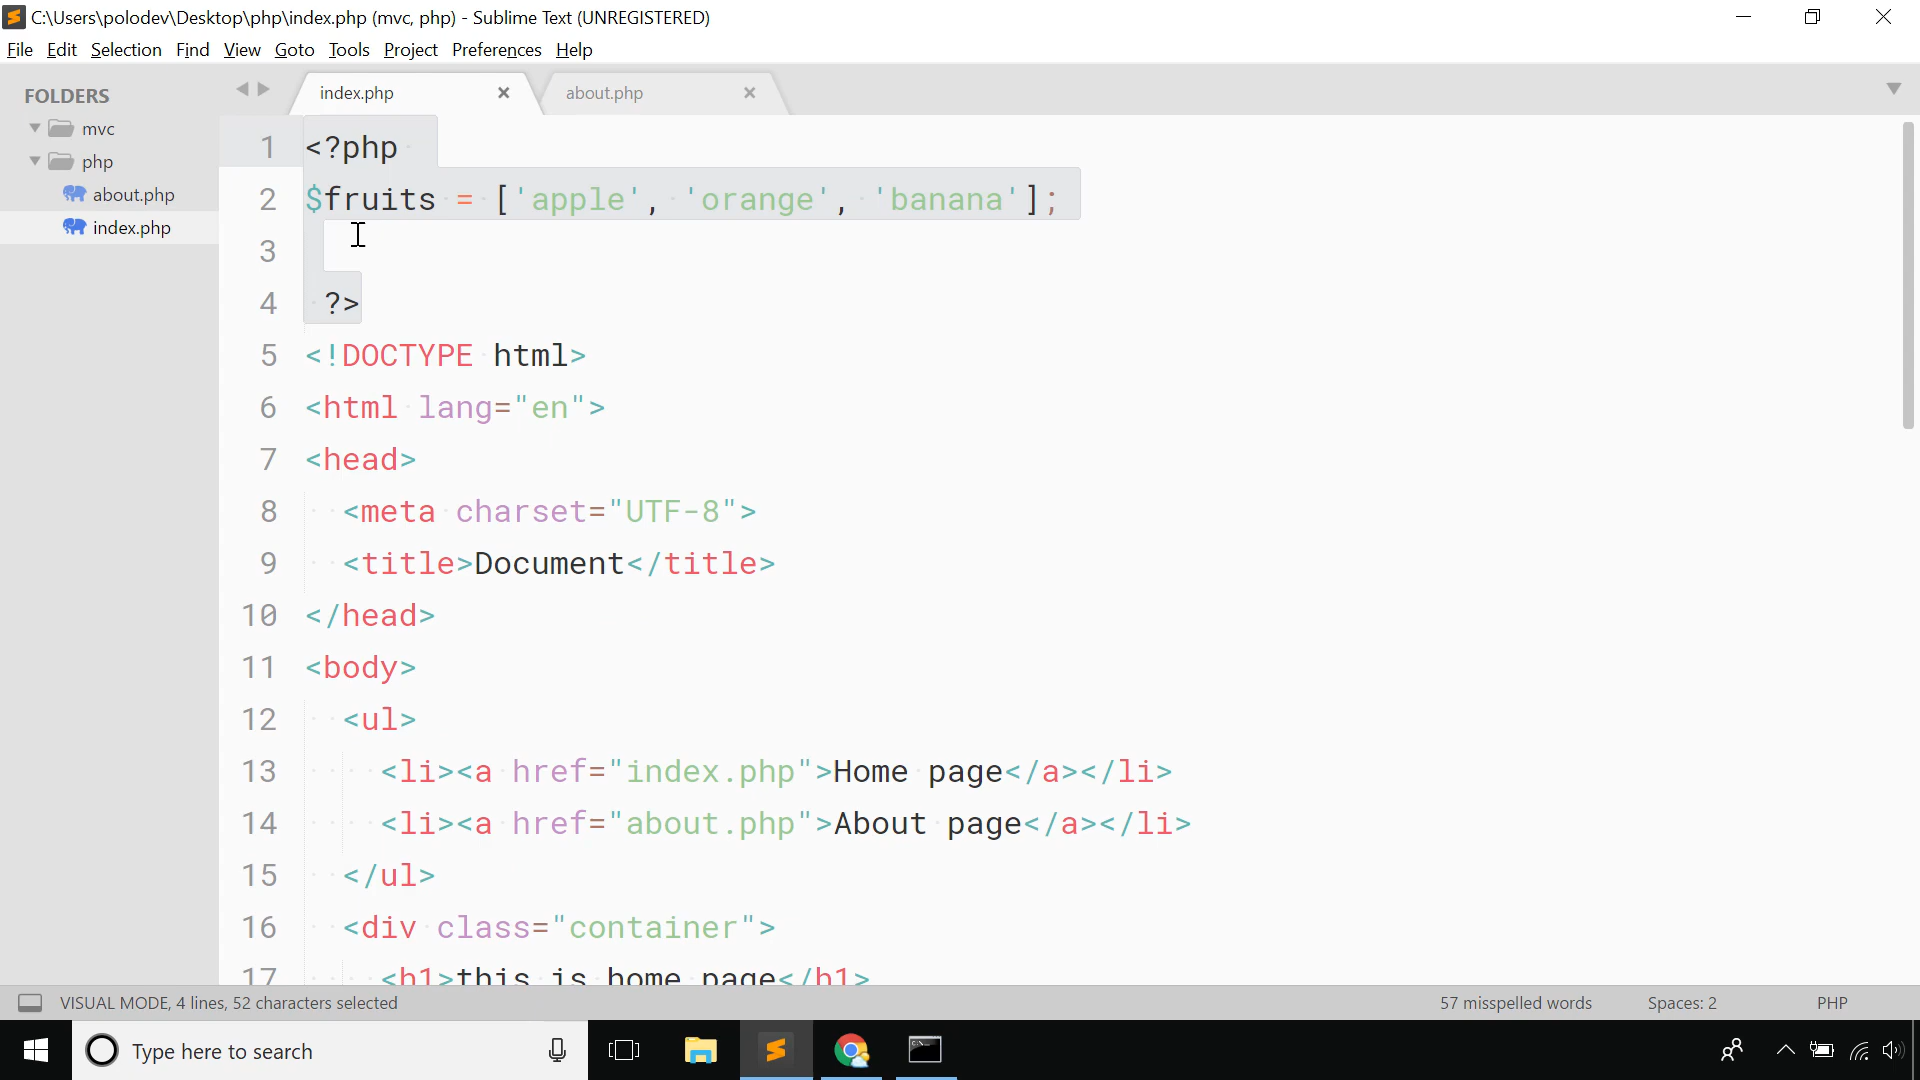 C:\Users\polodev\Desktop\php\index.php (mvc, php) - Sublime Text (UNREGISTERED)
File Edit Selection Find View Goto Tools Project Preferences Help
FOLDERS
mvc
php
about.php
index.php
index.php
about.php
1 <?php
2 $fruits = ['apple', 'orange', 'banana'];
3
4  ?>
5 <!DOCTYPE html>
6 <html lang="en">
7 <head>
8   <meta charset="UTF-8">
9   <title>Document</title>
10 </head>
11 <body>
12   <ul>
13     <li><a href="index.php">Home page</a></li>
14     <li><a href="about.php">About page</a></li>
15   </ul>
16   <div class="container">
17     <h1>this is home page</h1>
VISUAL MODE, 4 lines, 52 characters selected
57 misspelled words
Spaces: 2
PHP
Type here to search